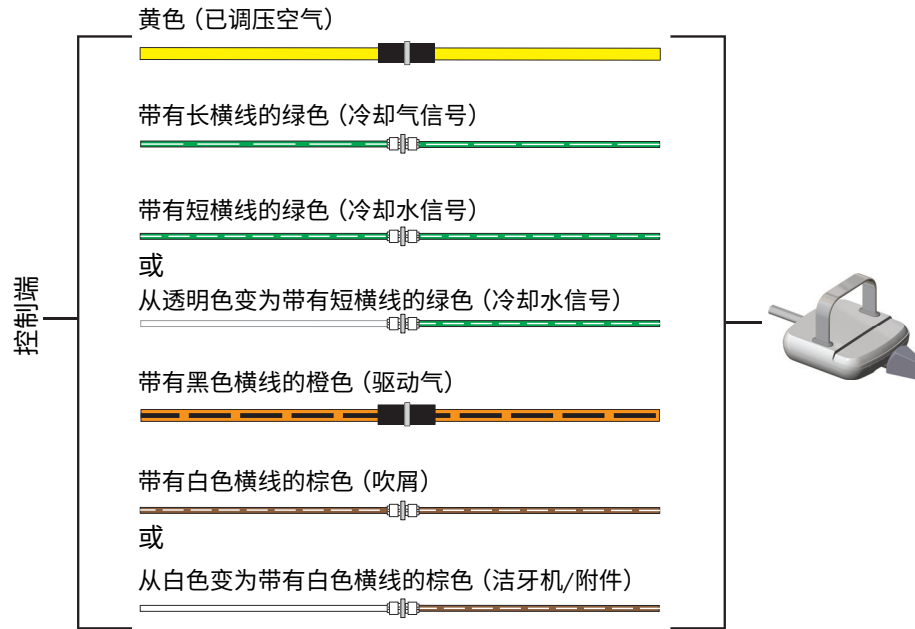 黄色（已调压空气）
带有长横线的绿色（冷却气信号）
带有短横线的绿色（冷却水信号）
或
从透明色变为带有短横线的绿色（冷却水信号）
控制端
带有黑色横线的橙色（驱动气）
带有白色横线的棕色（吹屑）
或
从白色变为带有白色横线的棕色（洁牙机/附件）